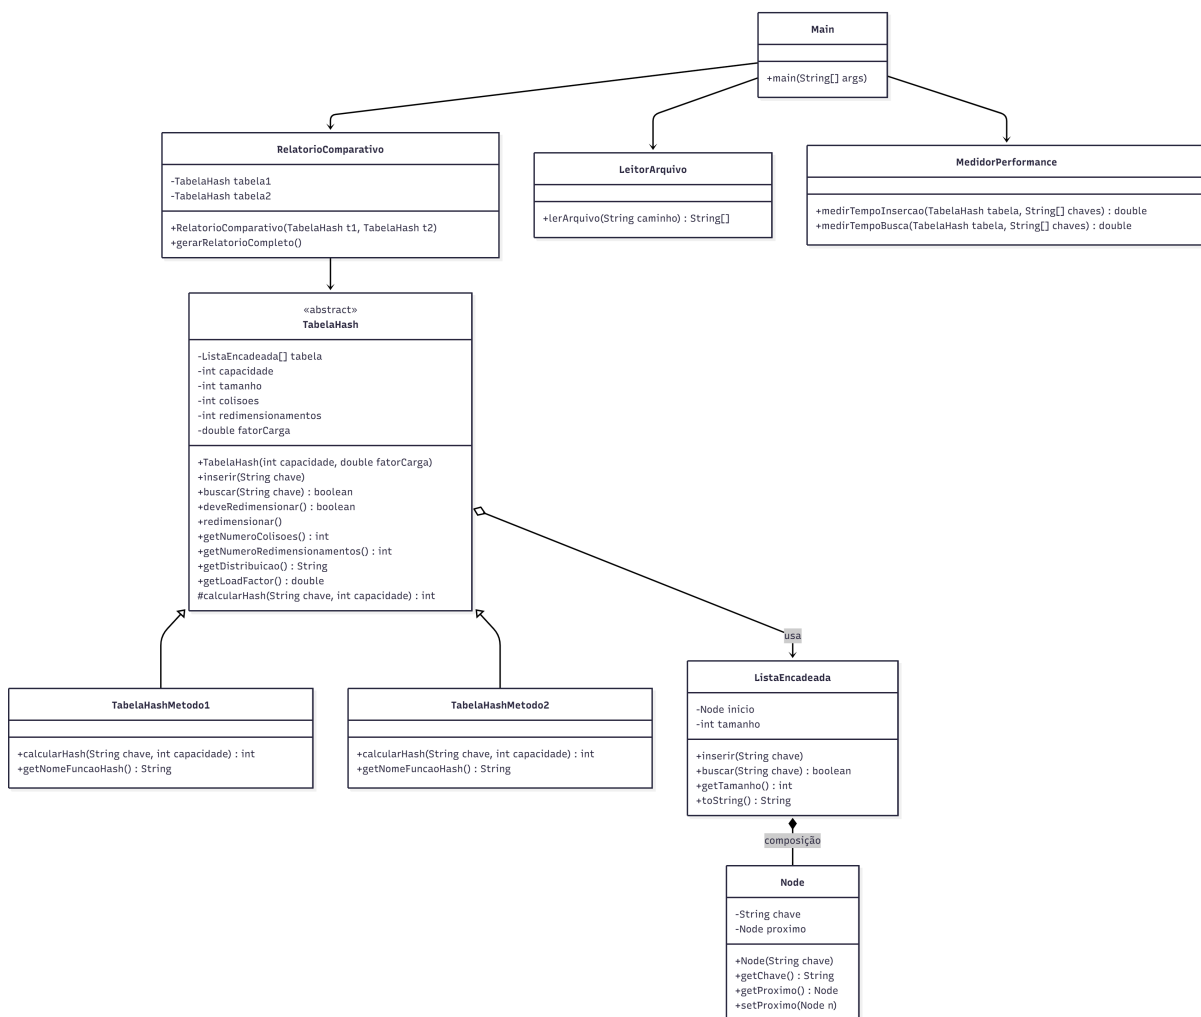 Main
+main(String[] args)
RelatorioComparativo
-TabelaHash tabela1
-TabelaHash tabela2
+RelatorioComparativo(TabelaHash t1, TabelaHash t2)
+gerarRelatorioCompleto()
LeitorArquivo
+lerArquivo(String caminho) : String[]
MedidorPerformance
+medirTempoInsercao(TabelaHash tabela, String[] chaves) : double
+medirTempoBusca(TabelaHash tabela, String[] chaves) : double
«abstract»
TabelaHash
-ListaEncadeada[] tabela
-int capacidade
-int tamanho
-int colisoes
-int redimensionamentos
-double fatorCarga
+TabelaHash(int capacidade, double fatorCarga)
+inserir(String chave)
+buscar(String chave) : boolean
+deveRedimensionar() : boolean
+redimensionar()
+getNumeroColisoes() : int
+getNumeroRedimensionamentos() : int
+getDistribuicao() : String
+getLoadFactor() : double
#calcularHash(String chave, int capacidade) : int
usa
TabelaHashMetodo1
+calcularHash(String chave, int capacidade) : int
+getNomeFuncaoHash() : String
TabelaHashMetodo2
+calcularHash(String chave, int capacidade) : int
+getNomeFuncaoHash() : String
ListaEncadeada
-Node inicio
-int tamanho
+inserir(String chave)
+buscar(String chave) : boolean
+getTamanho() : int
+toString() : String
composição
Node
-String chave
-Node proximo
+Node(String chave)
+getChave() : String
+getProximo() : Node
+setProximo(Node n)